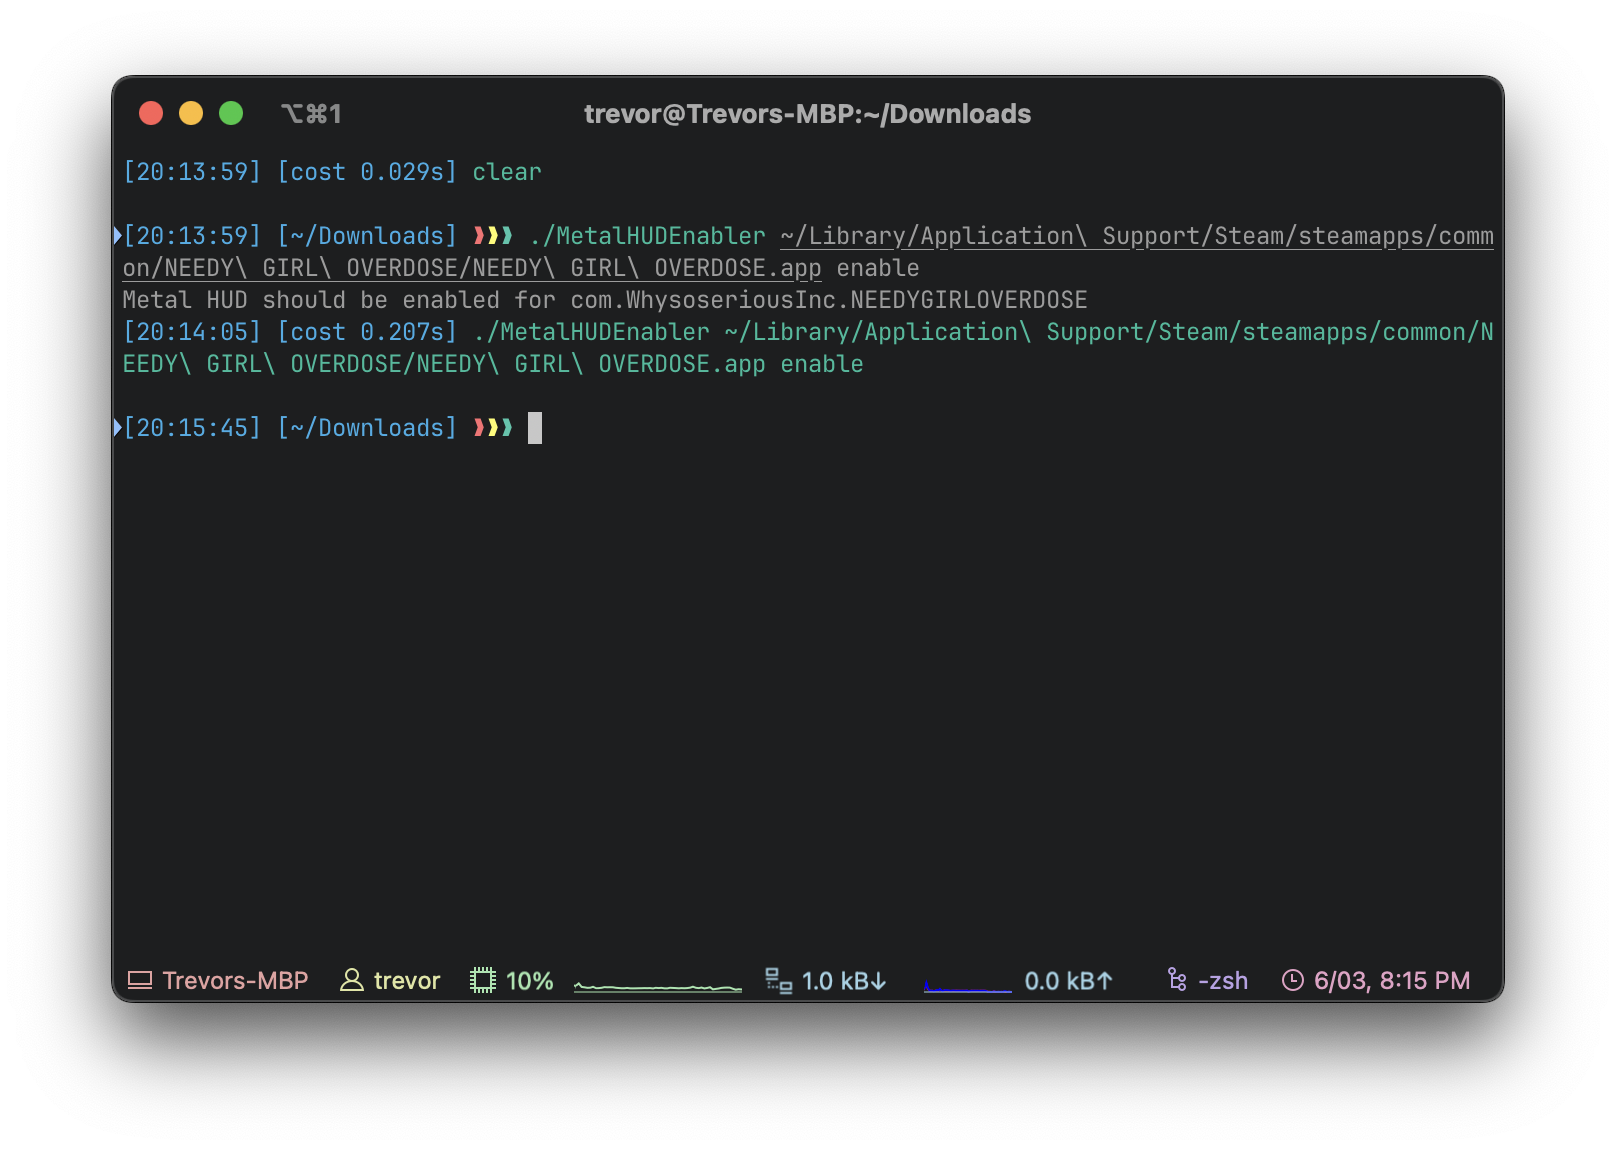 ⌥⌘1
trevor@Trevors-MBP:~/Downloads
[20:13:59] [cost 0.029s] clear
[20:13:59] [~/Downloads] ❱❱❱ ./MetalHUDEnabler ~/Library/Application\ Support/Steam/steamapps/comm
on/NEEDY\ GIRL\ OVERDOSE/NEEDY\ GIRL\ OVERDOSE.app enable
Metal HUD should be enabled for com.WhysoseriousInc.NEEDYGIRLOVERDOSE
[20:14:05] [cost 0.207s] ./MetalHUDEnabler ~/Library/Application\ Support/Steam/steamapps/common/N
EEDY\ GIRL\ OVERDOSE/NEEDY\ GIRL\ OVERDOSE.app enable
[20:15:45] [~/Downloads] ❱❱❱
Trevors-MBP trevor 10% 1.0 kB↓ 0.0 kB↑ -zsh 6/03, 8:15 PM